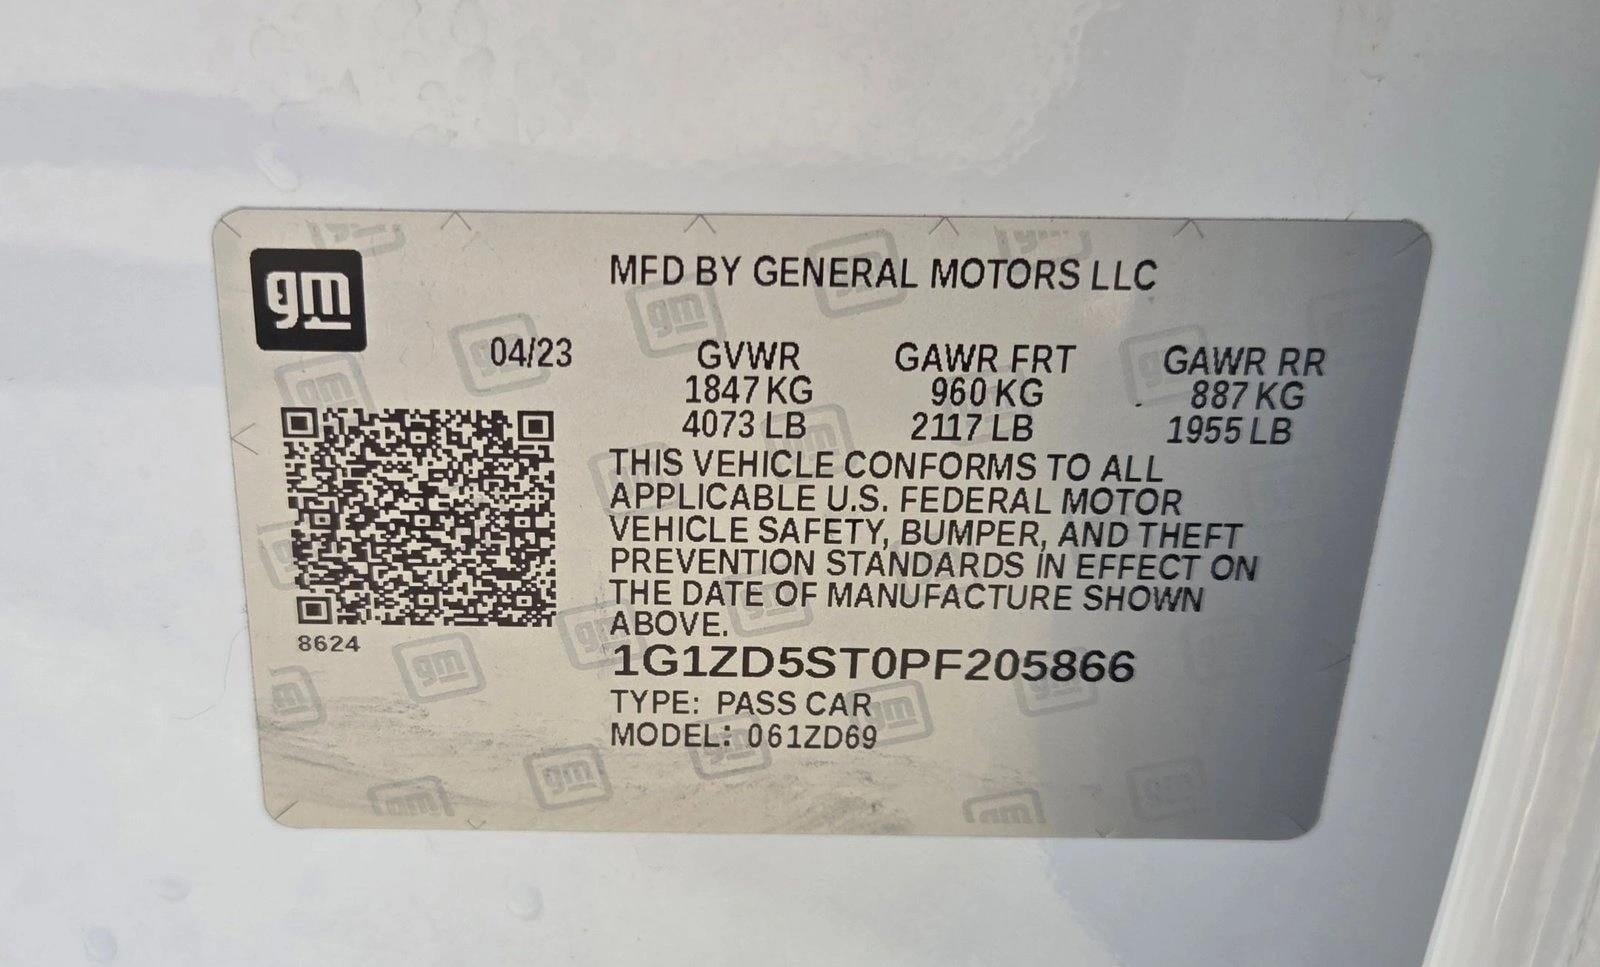 gm
MFD BY GENERAL MOTORS LLC
04/23
GVWR GAWR FRT GAWR RR
1847 KG 960 KG 887 KG
4073 LB 2117 LB 1955 LB
THIS VEHICLE CONFORMS TO ALL
APPLICABLE U.S. FEDERAL MOTOR
VEHICLE SAFETY, BUMPER, AND THEFT
PREVENTION STANDARDS IN EFFECT ON
THE DATE OF MANUFACTURE SHOWN
ABOVE.
8624
1G1ZD5ST0PF205866
TYPE: PASS CAR
MODEL: 061ZD69